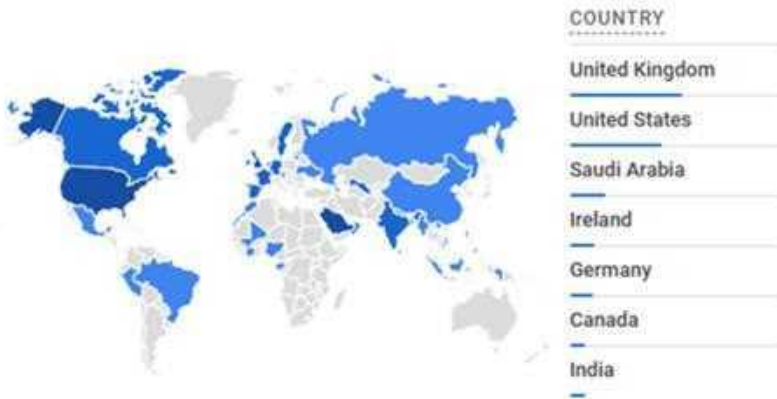 COUNTRY
United Kingdom
United States
Saudi Arabia
Ireland
Germany
Canada
India